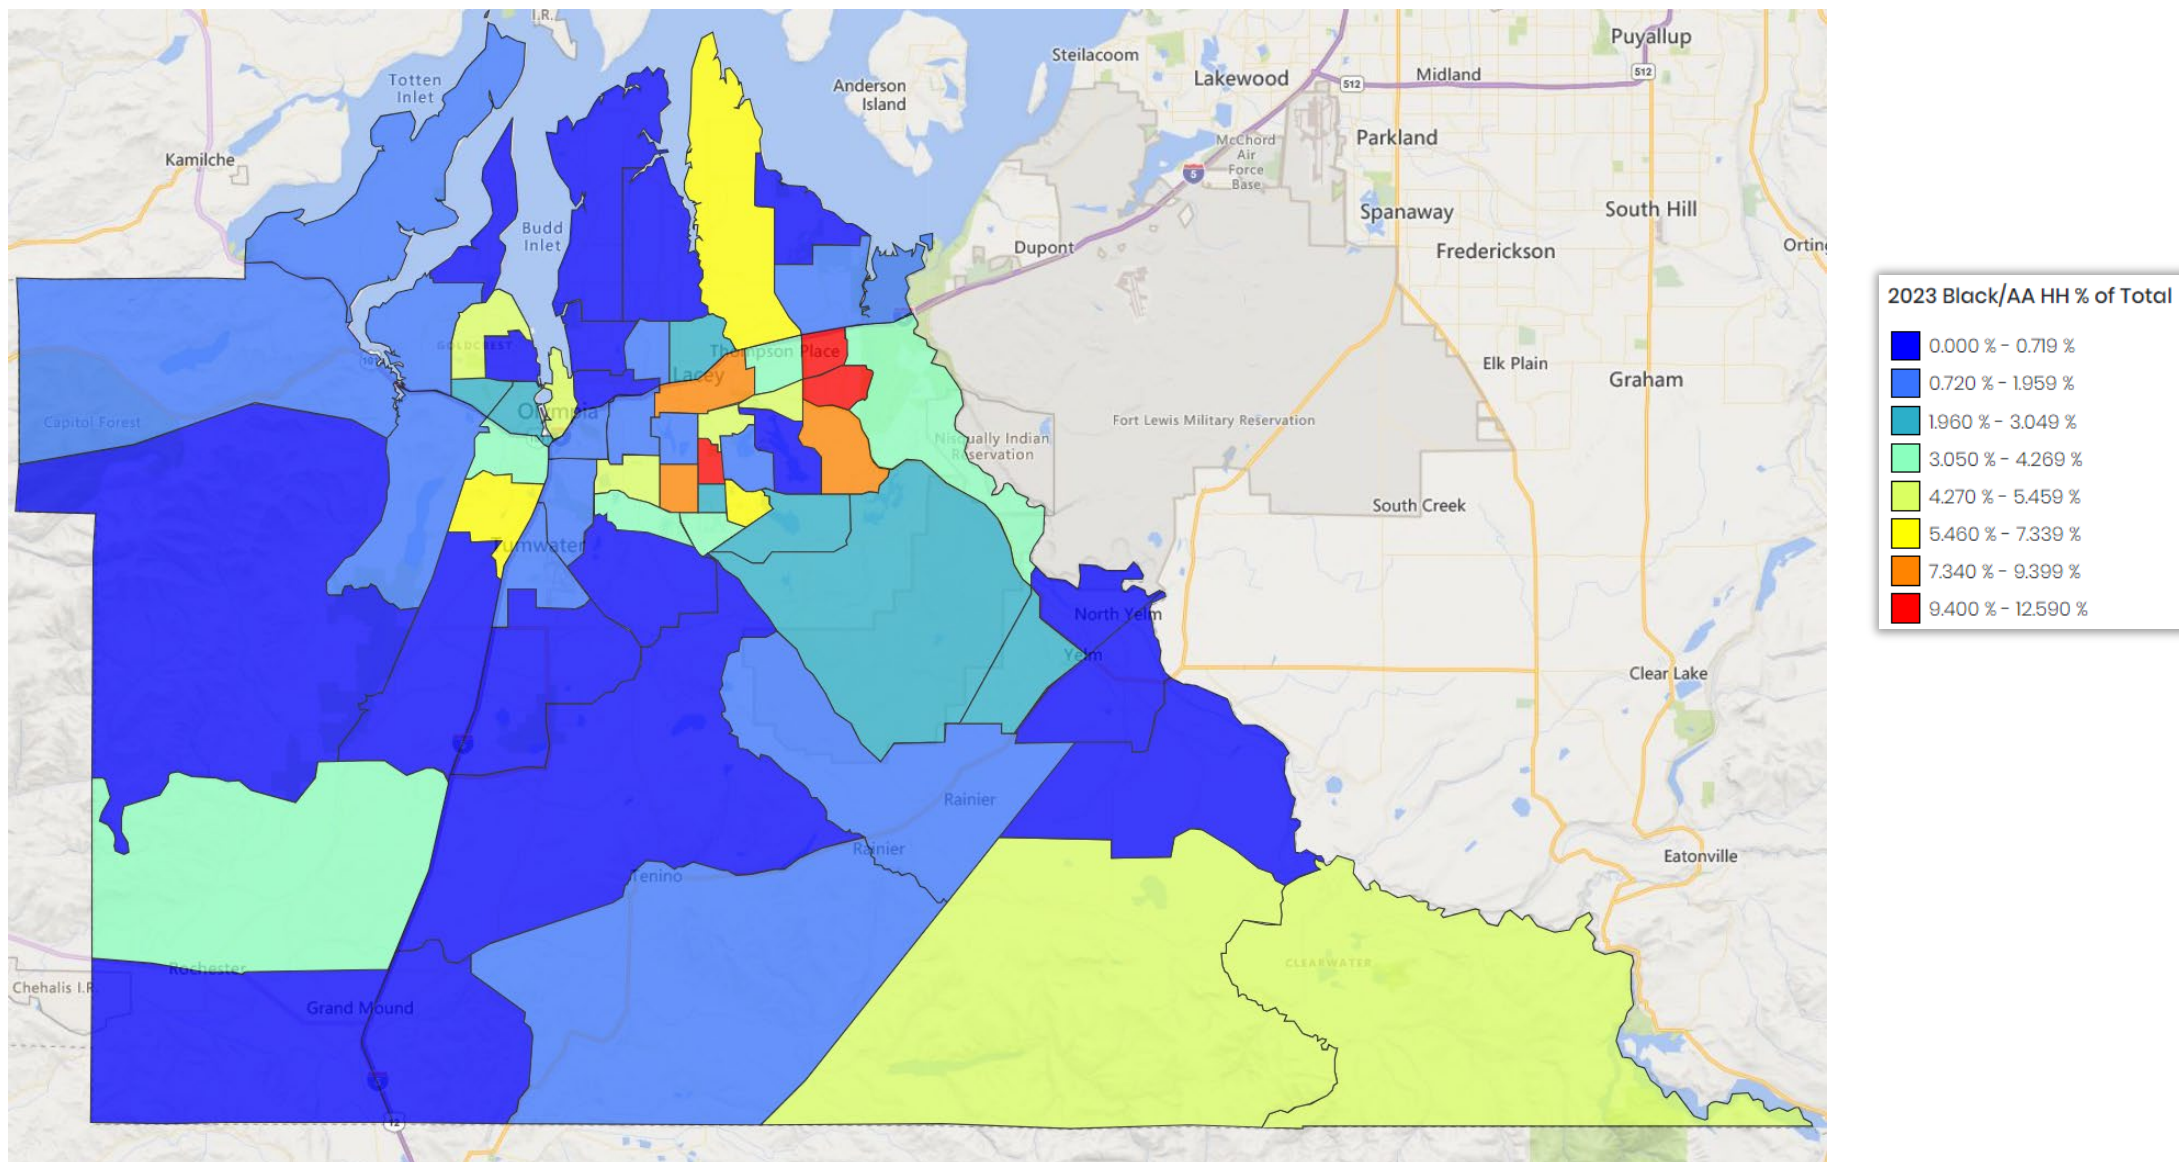 I.R.
Puyallup
Steilacoom
512
Midland
Lakewood
512
Totten
Inlet
Anderson
Island
Parkland
McChord
Air
Force
Base
Kamilche
5
Spanaway
South Hill
Budd
Inlet
Dupont
Frederickson
Orting
2023 Black/AA HH % of Total
0.000 % - 0.719 %
0.720 % - 1.959 %
1.960 % - 3.049 %
3.050 % - 4.269 %
4.270 % - 5.459 %
5.460 % - 7.339 %
7.340 % - 9.399 %
9.400 % - 12.590 %
GOLDCREST
Thompson Place
101
Elk Plain
Lacey
Graham
Olympia
Capitol Forest
Fort Lewis Military Reservation
Nisqually Indian
Reservation
South Creek
Tumwater
North Yelm
Yelm
Clear Lake
Rainier
Rainier
Eatonville
Tenino
CLEARWATER
Rochester
Chehalis I.R.
Grand Mound
12